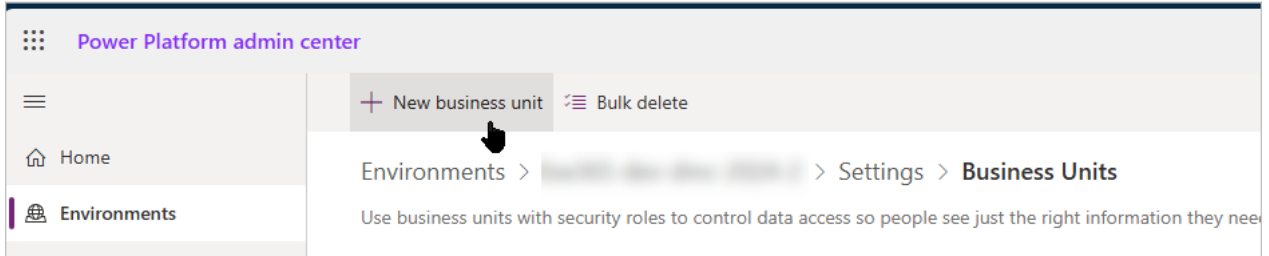 Power Platform admin center
New business unit Bulk delete
Home
Environments > > Settings > Business Units
Environments
Use business units with security roles to control data access so people see just the right information they nee